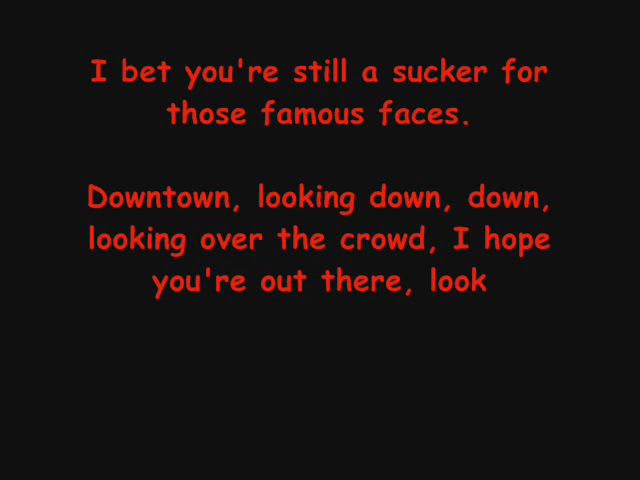 I bet you're still a sucker for
those famous faces.
Downtown, looking down, down,
looking over the crowd, I hope
you're out there, look